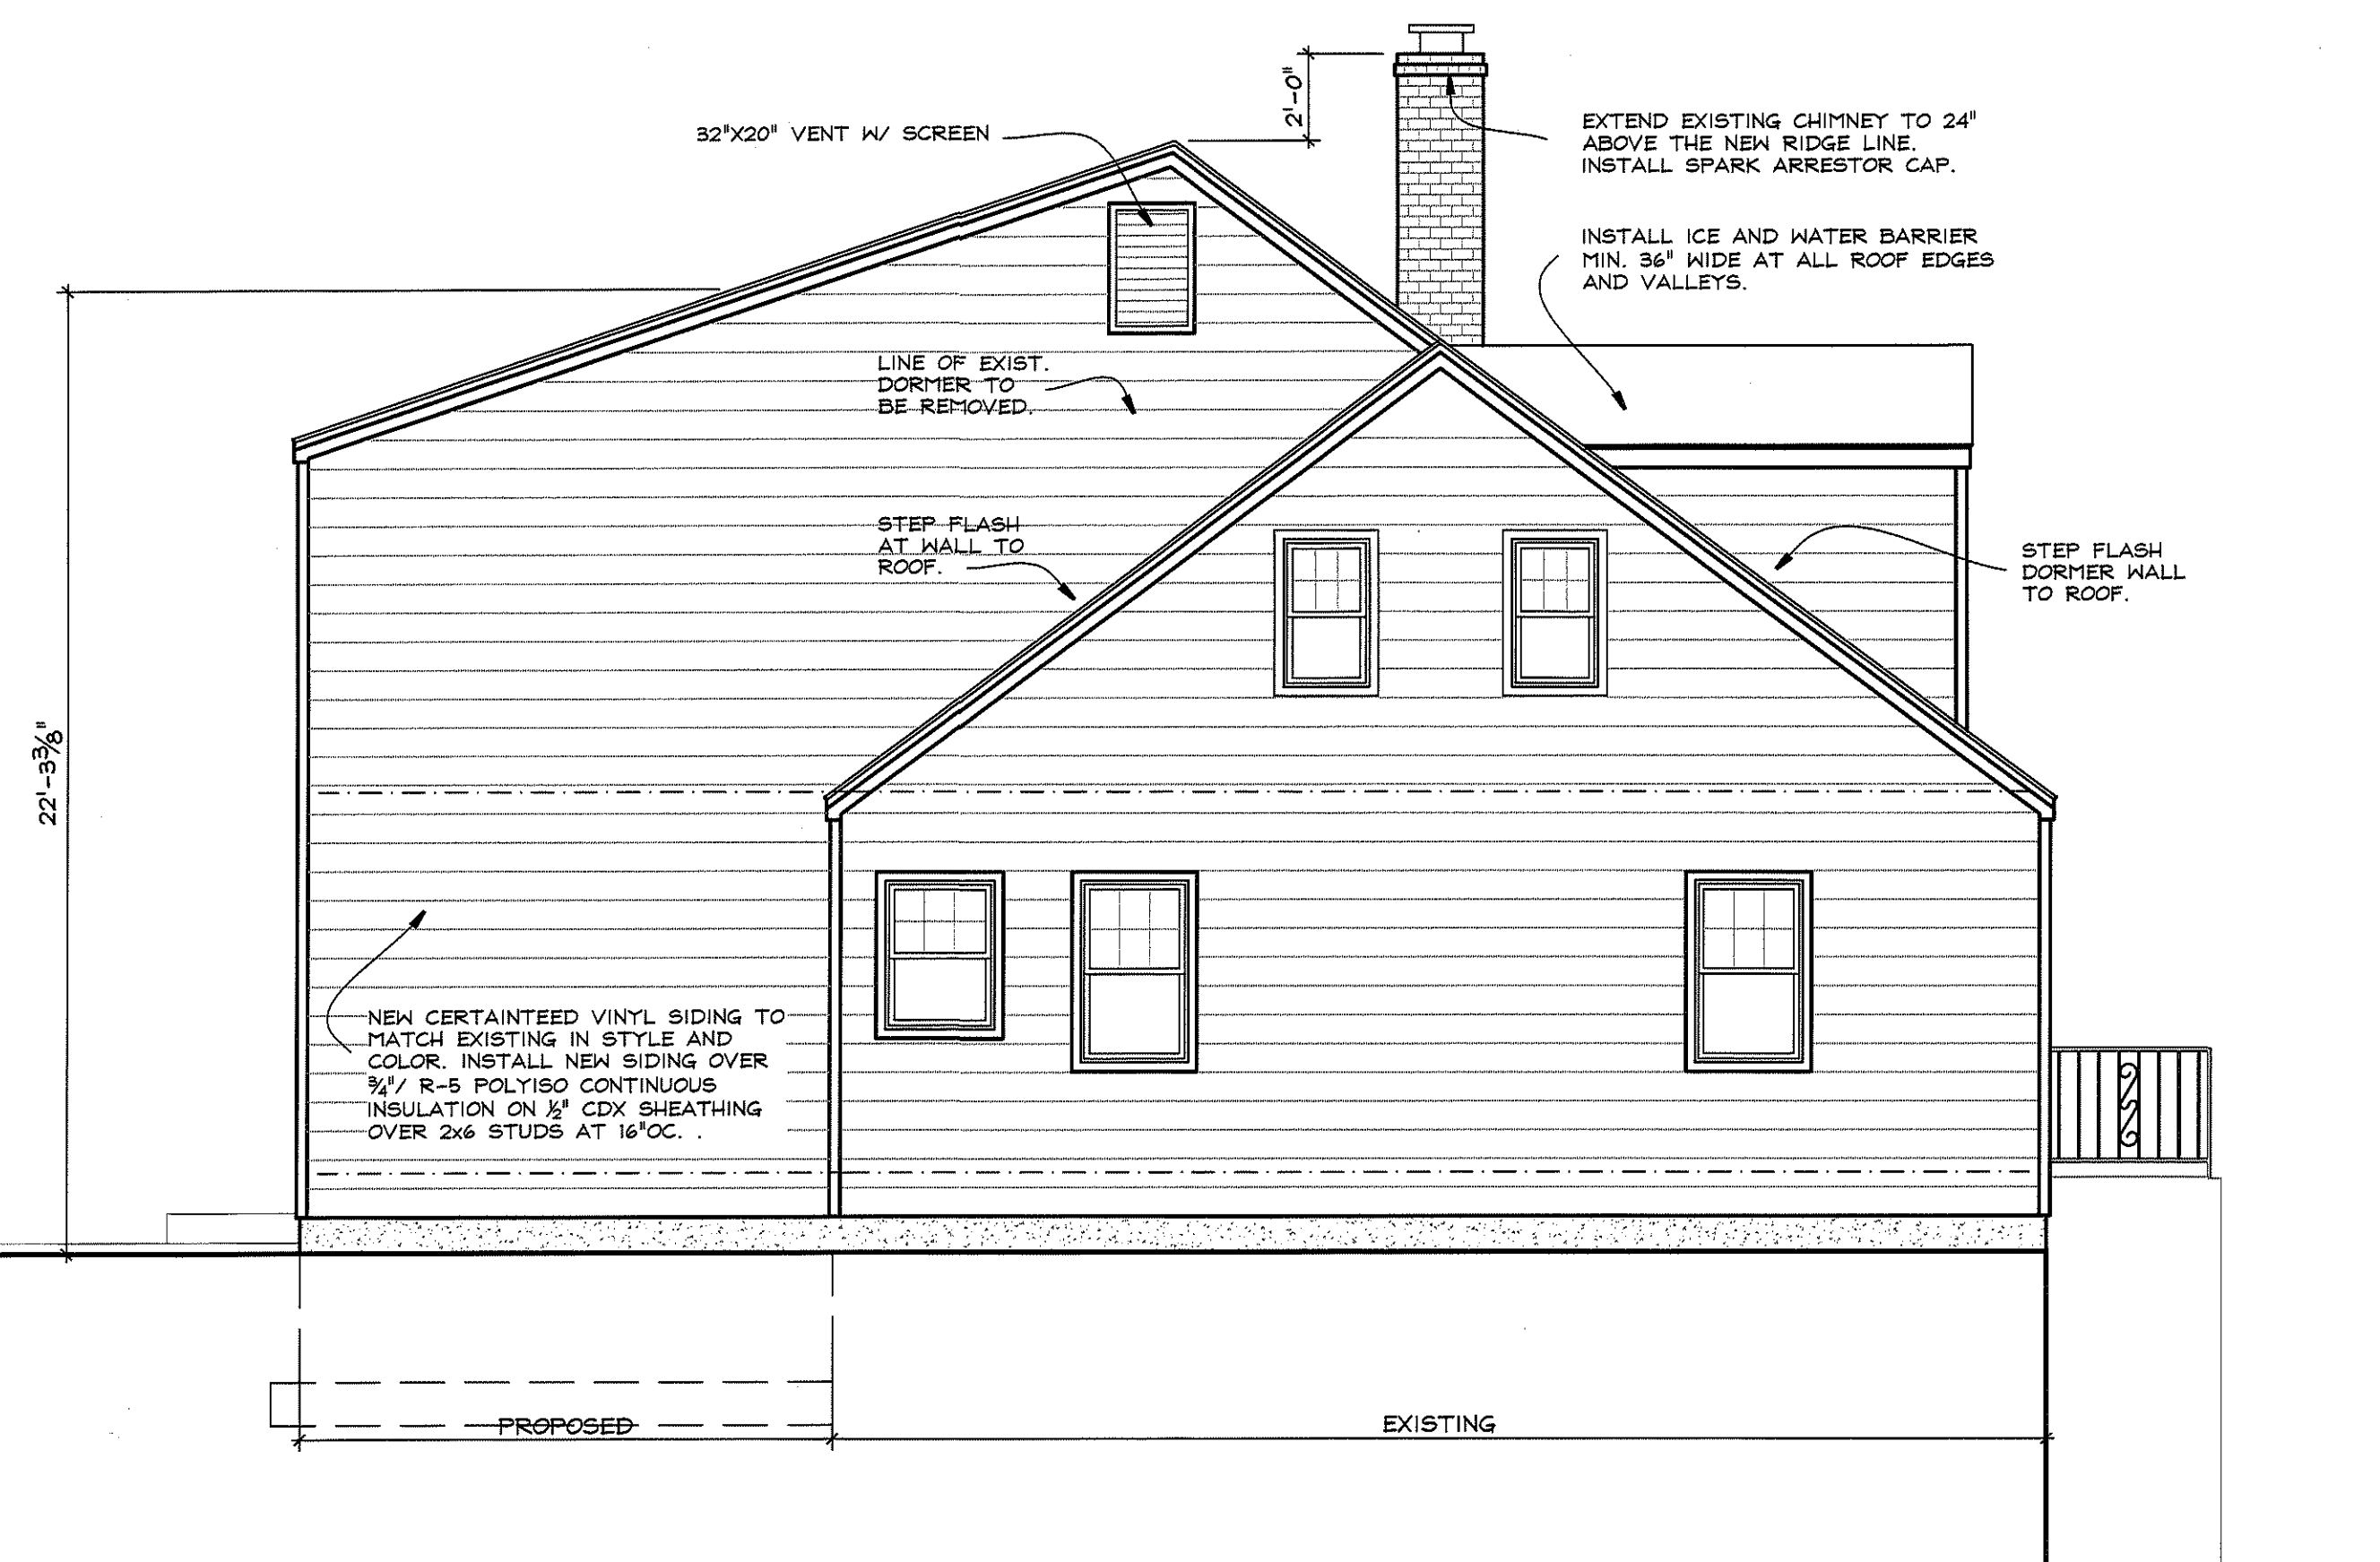 2'-0"
32"X20" VENT W/ SCREEN
EXTEND EXISTING CHIMNEY TO 24"
ABOVE THE NEW RIDGE LINE.
INSTALL SPARK ARRESTOR CAP.
INSTALL ICE AND WATER BARRIER
MIN. 36" WIDE AT ALL ROOF EDGES
AND VALLEYS.
LINE OF EXIST.
DORMER TO
BE REMOVED.
STEP FLASH
AT WALL TO
ROOF.
STEP FLASH
DORMER WALL
TO ROOF.
22'-3⅜"
NEW CERTAINTEED VINYL SIDING TO
MATCH EXISTING IN STYLE AND
COLOR. INSTALL NEW SIDING OVER
¾"/ R-5 POLYISO CONTINUOUS
INSULATION ON ½" CDX SHEATHING
OVER 2x6 STUDS AT 16"OC. .
PROPOSED
EXISTING